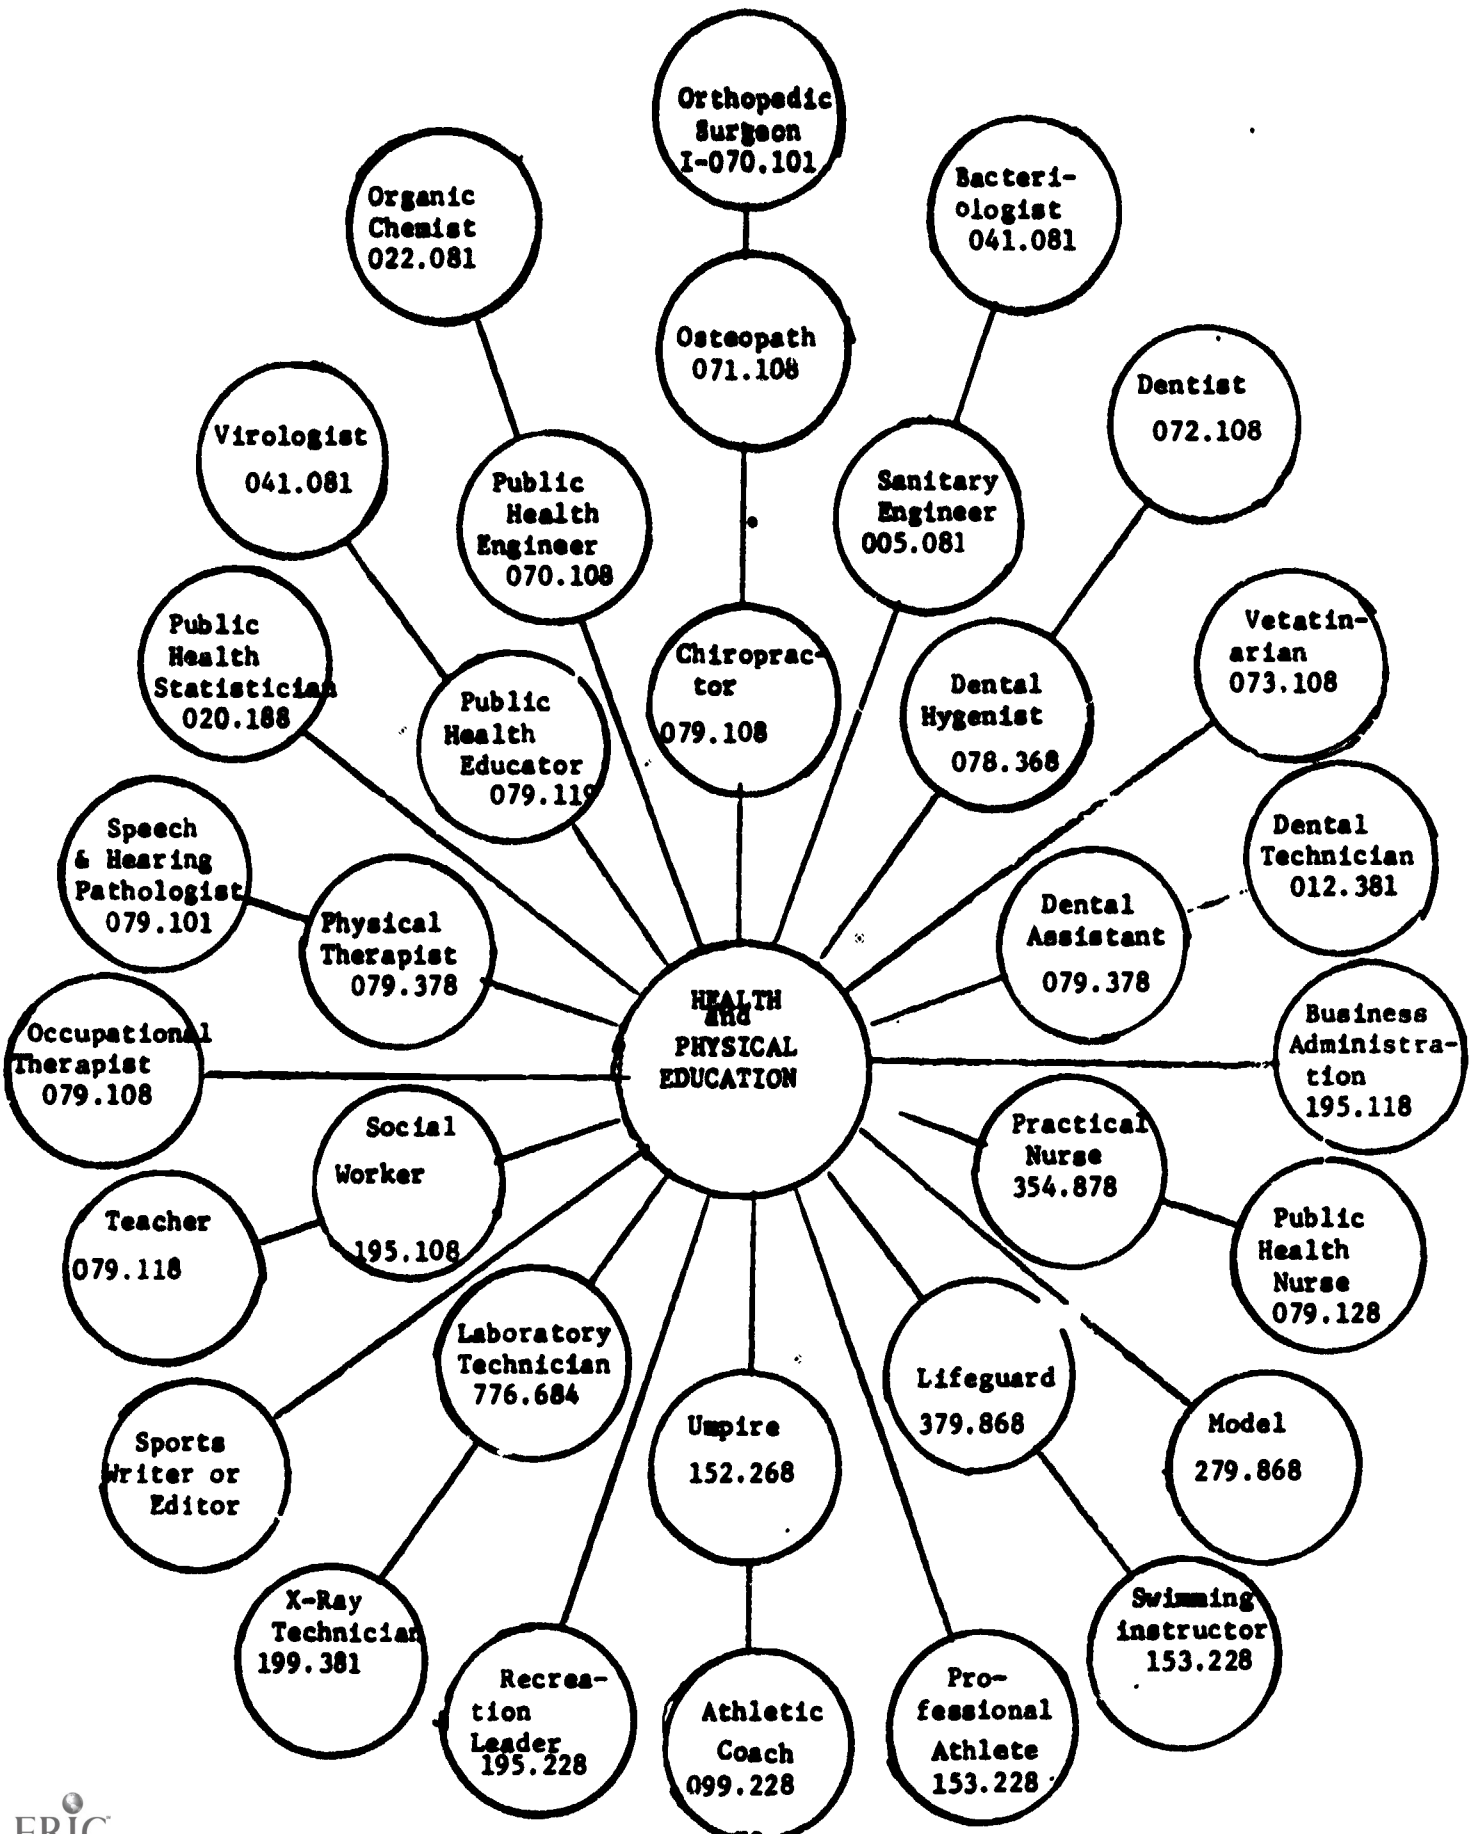 Orthopedic
Surgeon
I-070.101
Organic
Chemist
022.081
Bacteri-
ologist
041.081
Osteopath
071.108
Dentist
072.108
Virologist
041.081
Public
Health
Engineer
070.108
Sanitary
Engineer
005.081
Public
Health
Statistician
020.188
Public
Health
Educator
079.119
Chiroprac-
tor
079.108
Dental
Hygenist
078.368
Vetatin-
arian
073.108
Speech
& Hearing
Pathologist
079.101
Physical
Therapist
079.378
Dental
Assistant
079.378
Dental
Technician
012.381
HEALTH
and
PHYSICAL
EDUCATION
Occupational
Therapist
079.108
Business
Administra-
tion
195.118
Social
Worker
195.108
Practical
Nurse
354.878
Teacher
079.118
Public
Health
Nurse
079.128
Laboratory
Technician
776.684
Umpire
152.268
Lifeguard
379.868
Model
279.868
Sports
Writer or
Editor
X-Ray
Technician
199.381
Recrea-
tion
Leader
195.228
Athletic
Coach
099.228
Pro-
fessional
Athlete
153.228
Swimming
instructor
153.228
ERIC